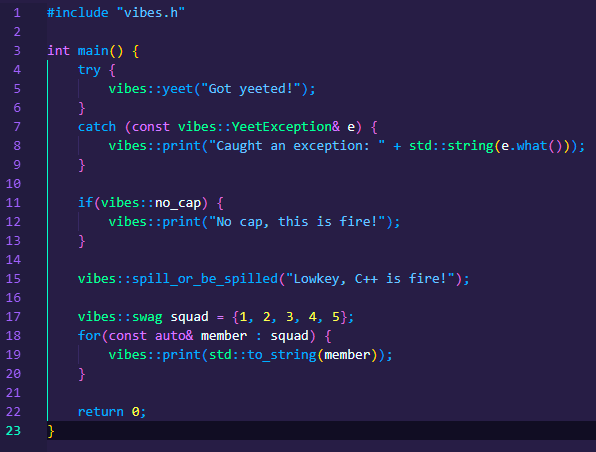 1 #include "vibes.h"
2
3 int main() {
4     try {
5         vibes::yeet("Got yeeted!");
6     }
7     catch (const vibes::YeetException& e) {
8         vibes::print("Caught an exception: " + std::string(e.what()));
9     }
10
11     if(vibes::no_cap) {
12         vibes::print("No cap, this is fire!");
13     }
14
15     vibes::spill_or_be_spilled("Lowkey, C++ is fire!");
16
17     vibes::swag squad = {1, 2, 3, 4, 5};
18     for(const auto& member : squad) {
19         vibes::print(std::to_string(member));
20     }
21
22     return 0;
23 }